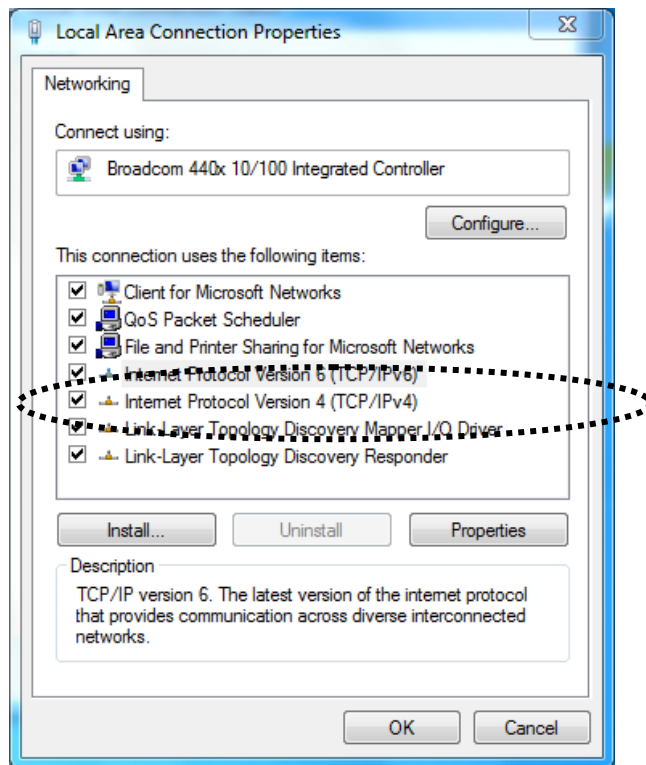 Local Area Connection Properties
Networking
Connect using:
Broadcom 440x 10/100 Integrated Controller
Configure...
This connection uses the following items:
Client for Microsoft Networks
QoS Packet Scheduler
File and Printer Sharing for Microsoft Networks
Internet Protocol Version 6 (TCP/IPv6)
Internet Protocol Version 4 (TCP/IPv4)
Link-Layer Topology Discovery Mapper I/O Driver
Link-Layer Topology Discovery Responder
Install...
Uninstall
Properties
Description
TCP/IP version 6. The latest version of the internet protocol
that provides communication across diverse interconnected
networks.
OK
Cancel